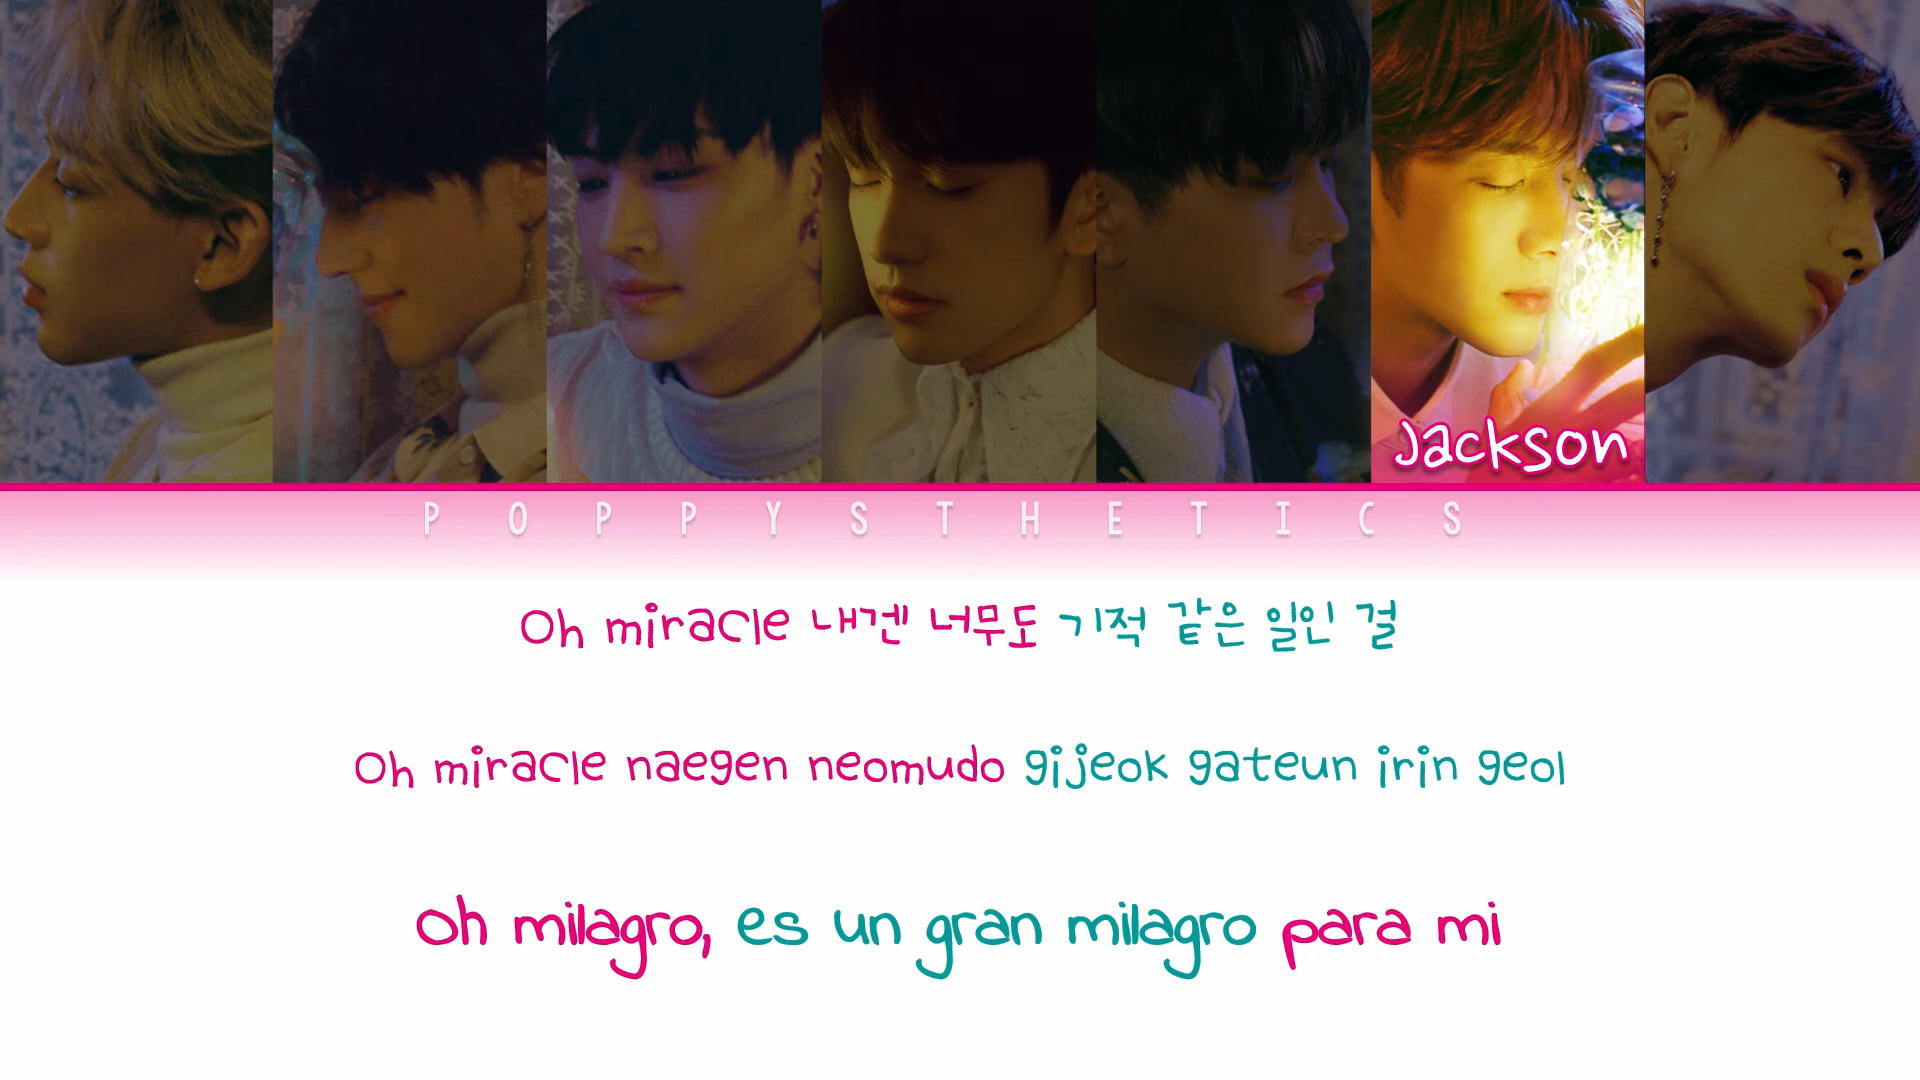 Jackson
POPPYSTHETICS
Oh miracle 내겐 너무도 기적 같은 일인 걸
Oh miracle naegen neomudo gijeok gateun irin geol
Oh milagro, es un gran milagro para mi